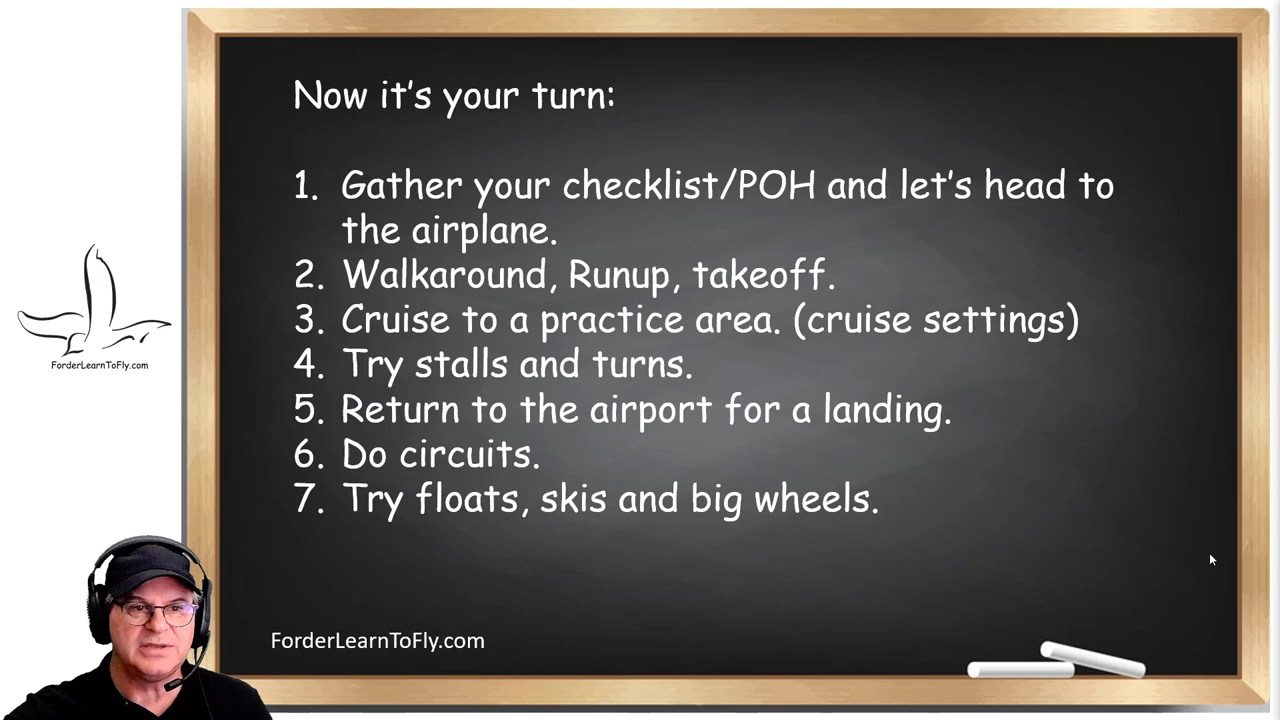 Now it's your turn:
1. Gather your checklist/POH and let's head to
the airplane.
2. Walkaround, Runup, takeoff.
3. Cruise to a practice area. (cruise settings)
4. Try stalls and turns.
5. Return to the airport for a landing.
6. Do circuits.
7. Try floats, skis and big wheels.
ForderLearnToFly.com
ForderLearnToFly.com